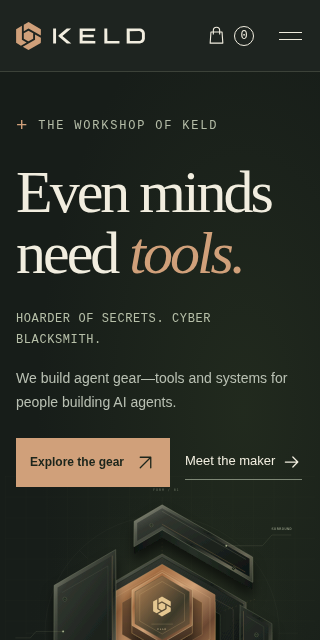 KELD
0
+ THE WORKSHOP OF KELD
Even minds
need tools.
HOARDER OF SECRETS. CYBER
BLACKSMITH.
We build agent gear—tools and systems for
people building AI agents.
Explore the gear
Meet the maker